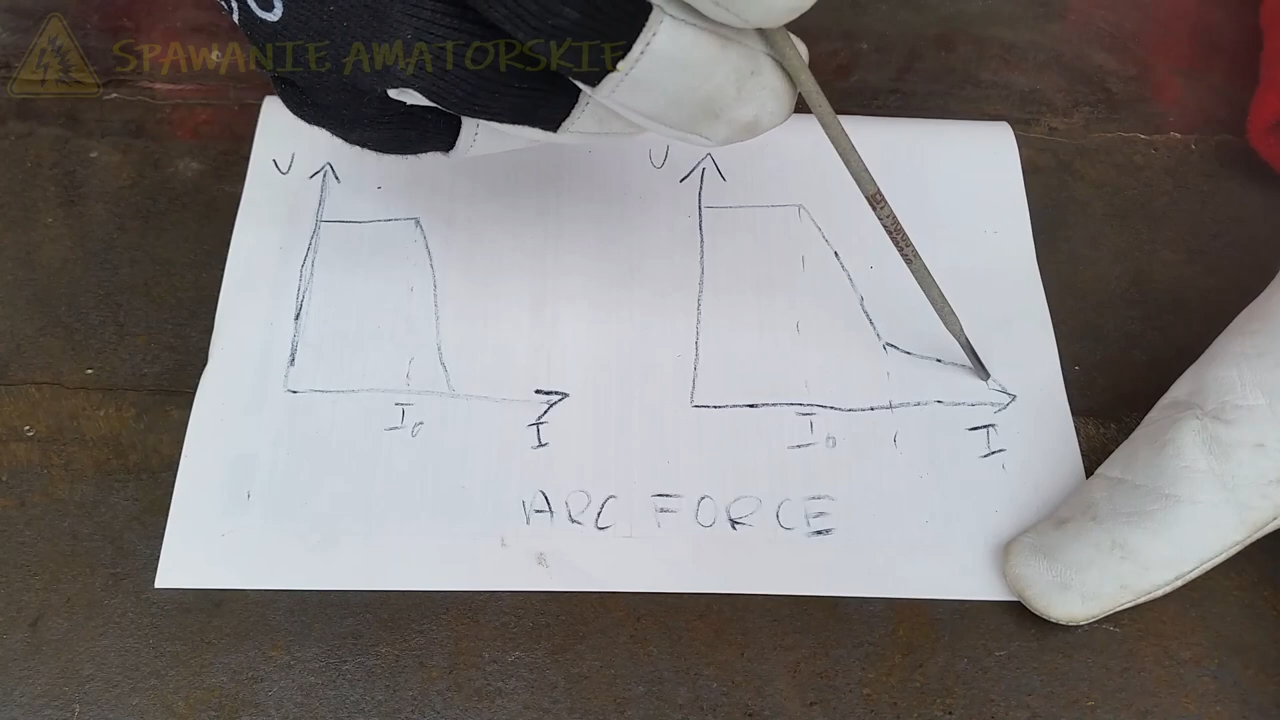 SPAWANIE AMATORSKIE
U
U
I₀
I
I₀
I
ARC FORCE